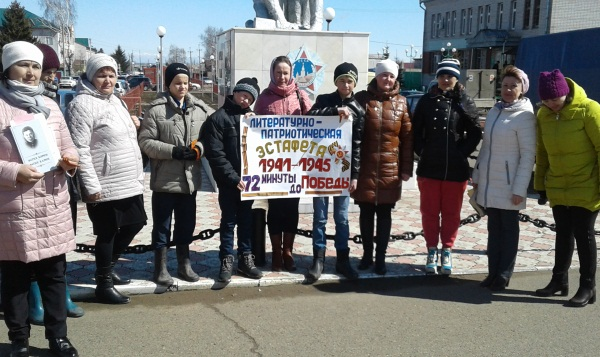 ЛИТЕРАТУРНО-
ПАТРИОТИЧЕСКАЯ
ЭСТАФЕТА
1941-1945
72 МИНУТЫ ДО ПОБЕДЫ